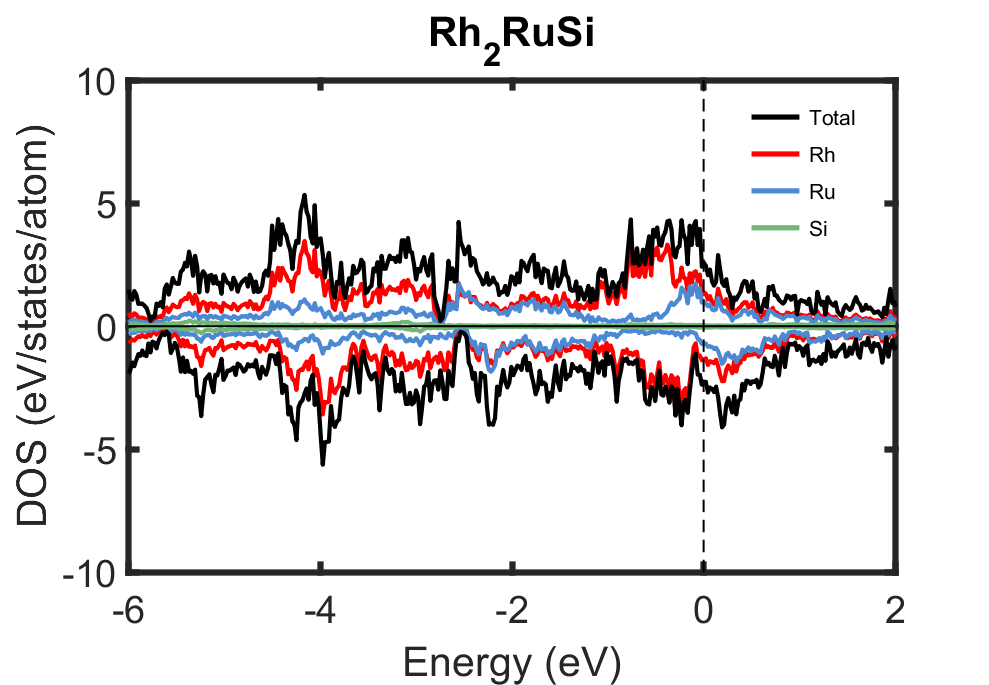 Rh2RuSi
10
5
0
-5
-10
DOS (eV/states/atom)
Total
Rh
Ru
Si
-6 -4 -2 0 2
Energy (eV)